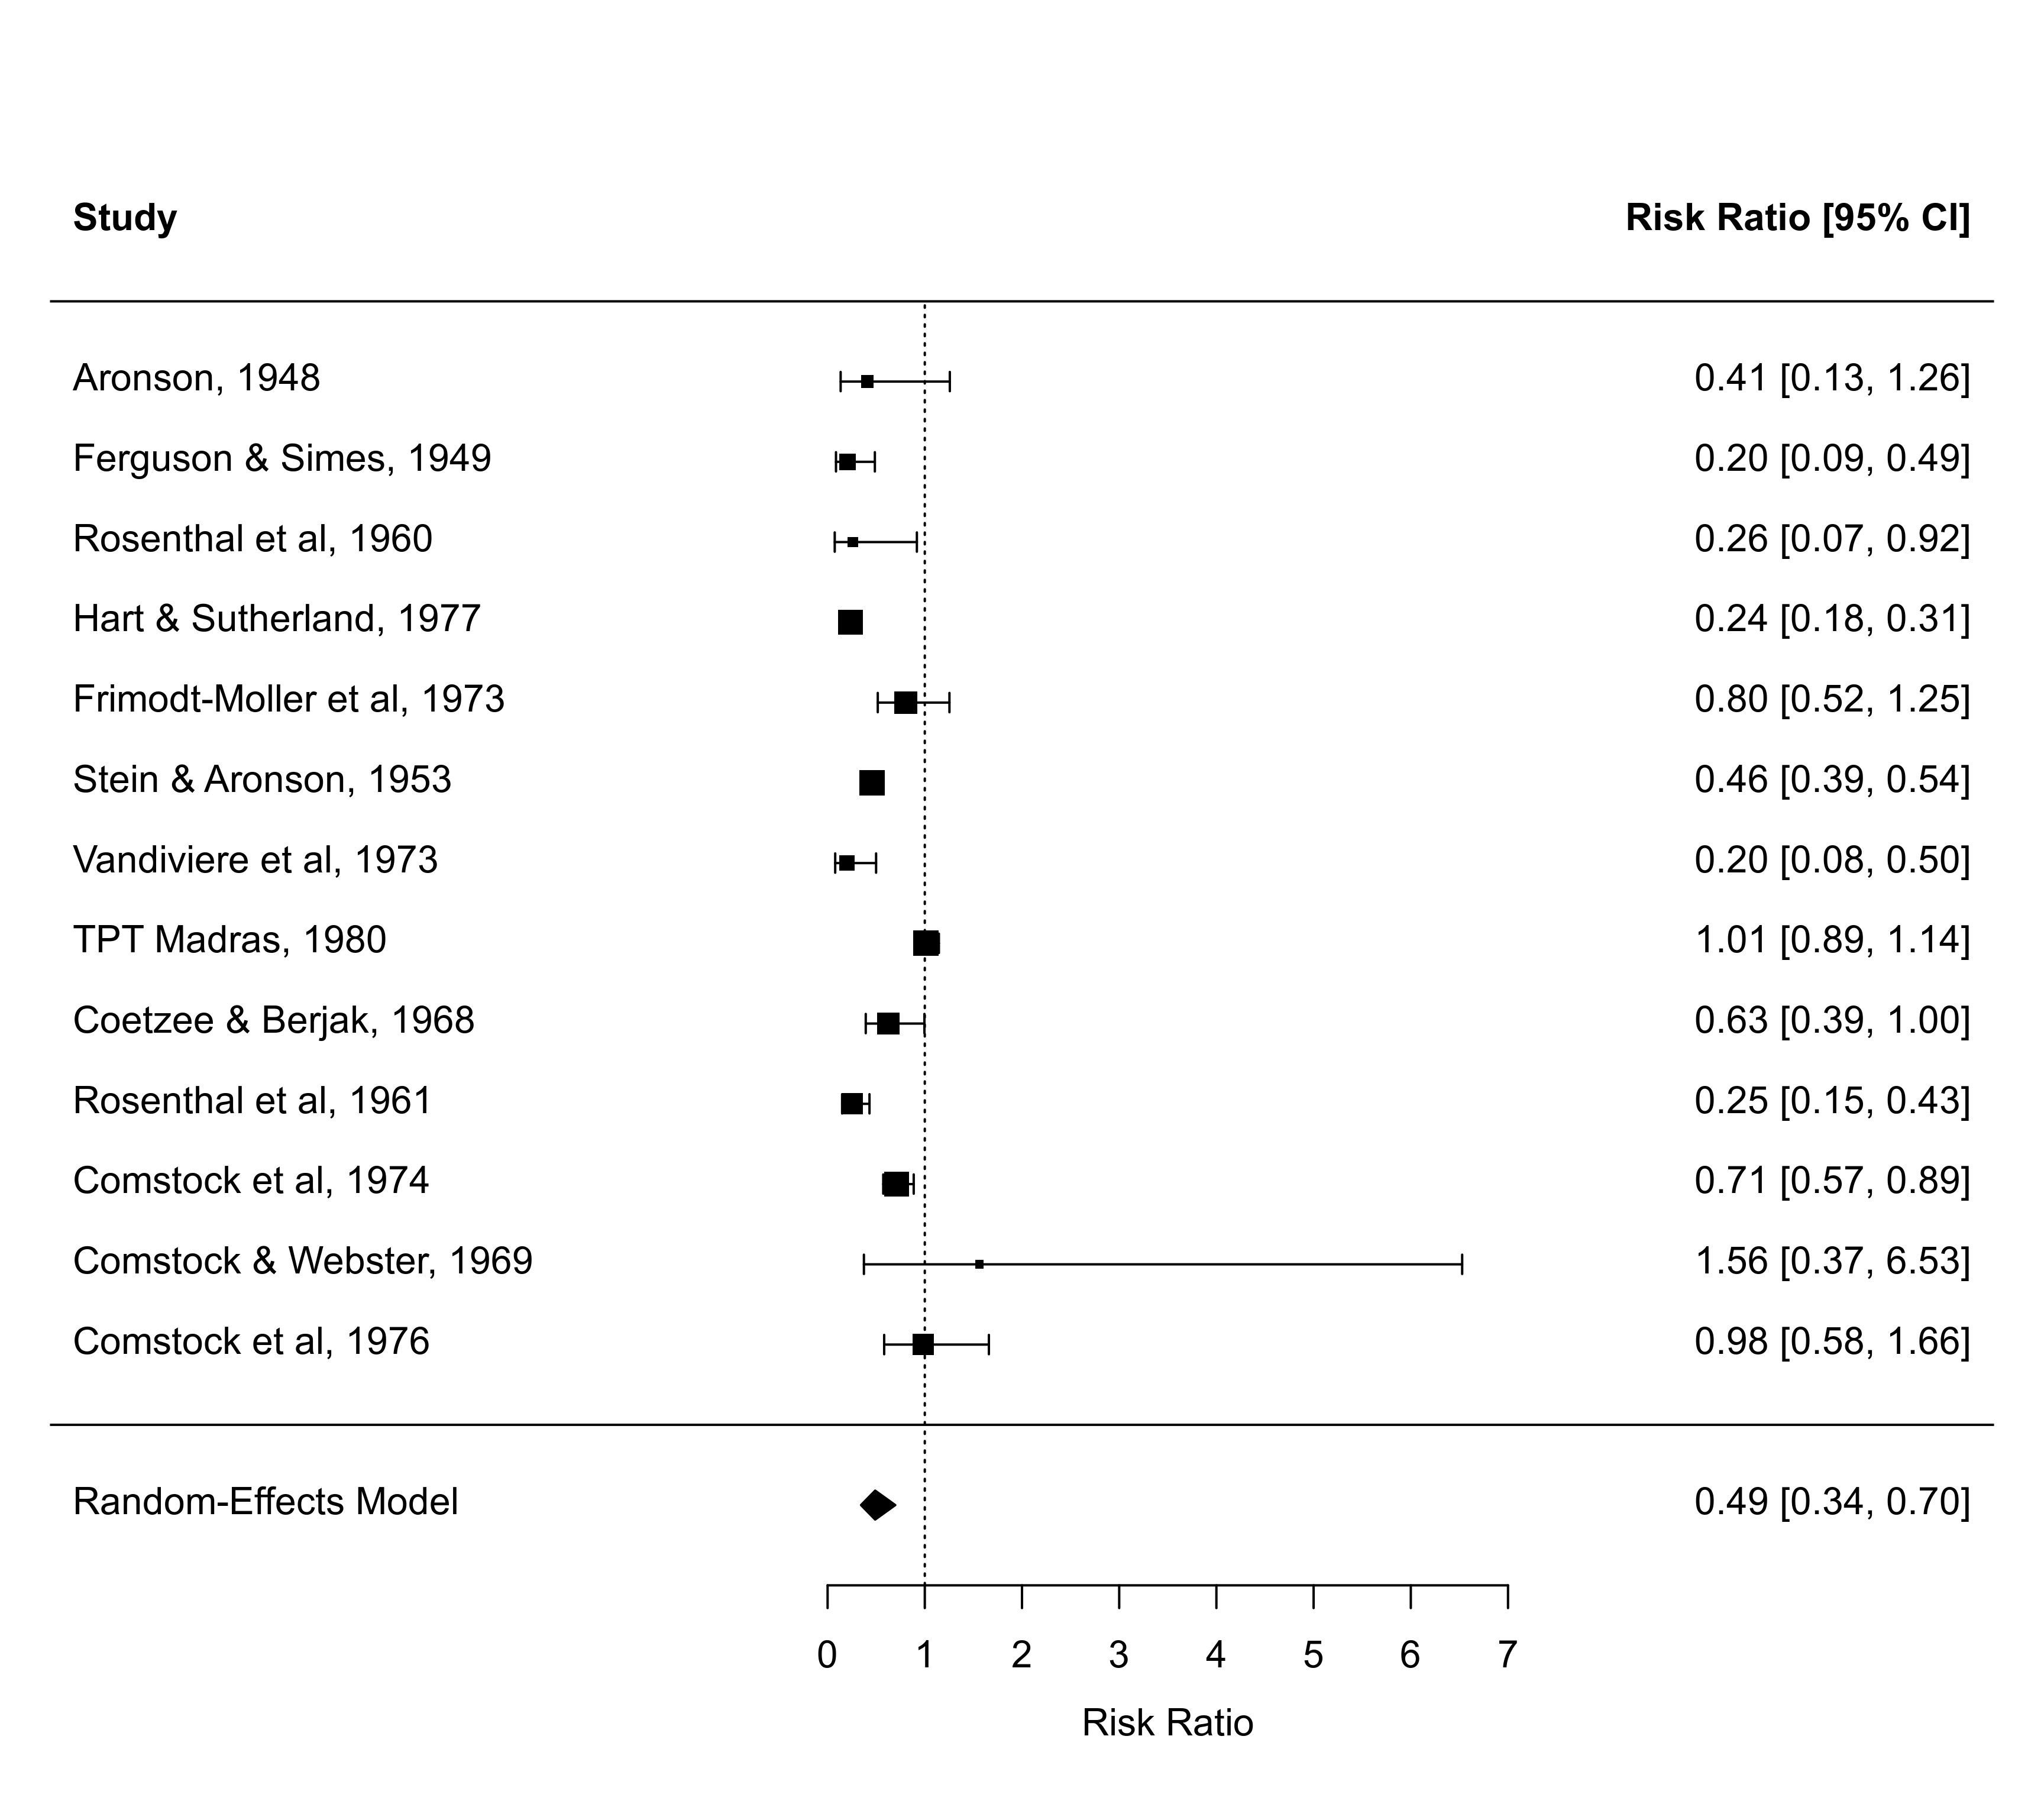 Study Risk Ratio [95% CI]
Aronson, 1948 0.41 [0.13, 1.26]
Ferguson & Simes, 1949 0.20 [0.09, 0.49]
Rosenthal et al, 1960 0.26 [0.07, 0.92]
Hart & Sutherland, 1977 0.24 [0.18, 0.31]
Frimodt-Moller et al, 1973 0.80 [0.52, 1.25]
Stein & Aronson, 1953 0.46 [0.39, 0.54]
Vandiviere et al, 1973 0.20 [0.08, 0.50]
TPT Madras, 1980 1.01 [0.89, 1.14]
Coetzee & Berjak, 1968 0.63 [0.39, 1.00]
Rosenthal et al, 1961 0.25 [0.15, 0.43]
Comstock et al, 1974 0.71 [0.57, 0.89]
Comstock & Webster, 1969 1.56 [0.37, 6.53]
Comstock et al, 1976 0.98 [0.58, 1.66]
Random-Effects Model 0.49 [0.34, 0.70]
0 1 2 3 4 5 6 7
Risk Ratio